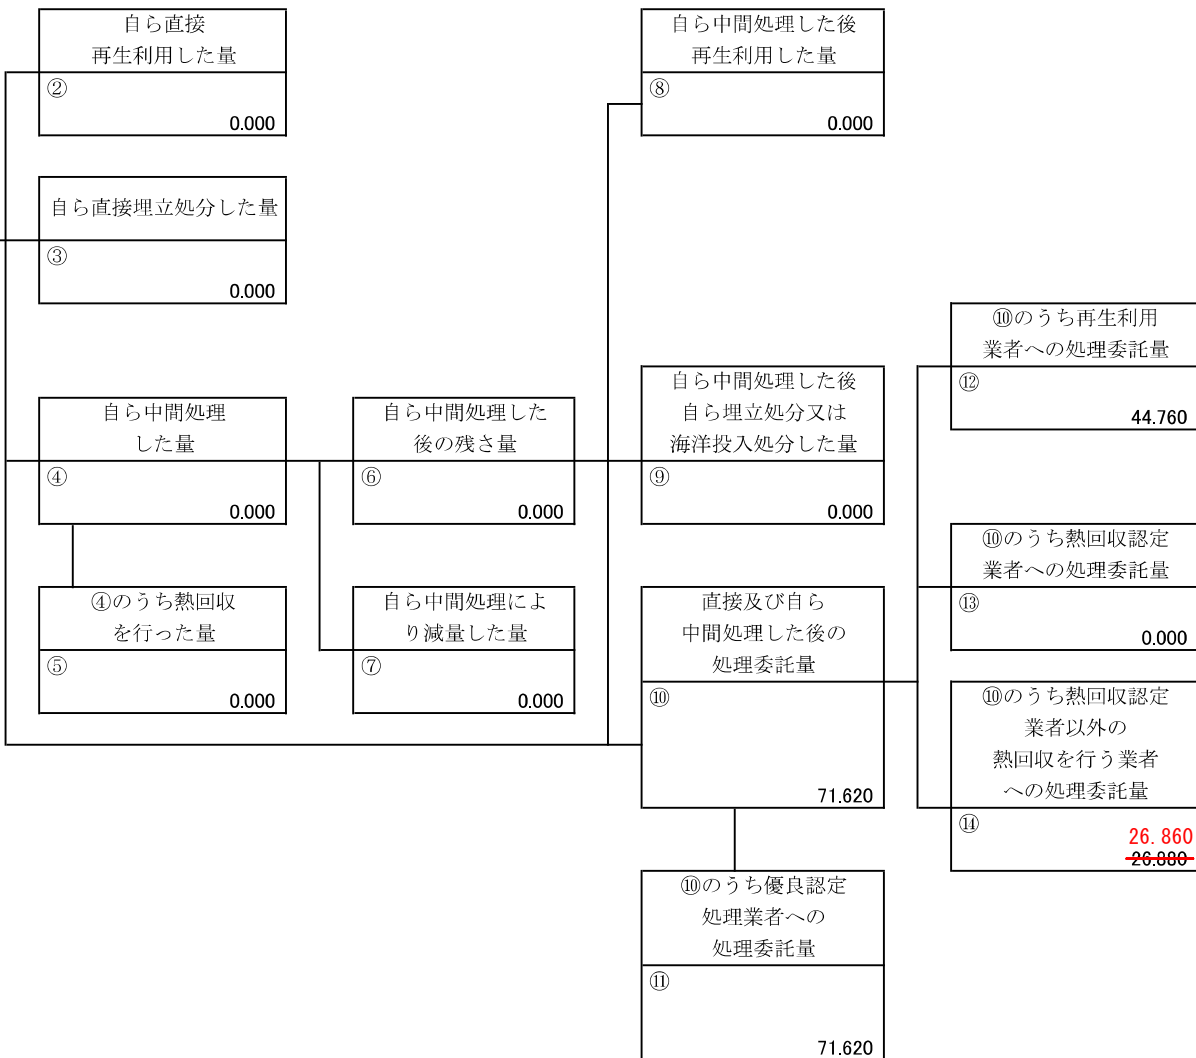 自ら直接
再生利用した量
②
0.000
自ら中間処理した後
再生利用した量
⑧
0.000
自ら直接埋立処分した量
③
0.000
⑩のうち再生利用
業者への処理委託量
⑫
44.760
自ら中間処理
した量
④
0.000
自ら中間処理した
後の残さ量
⑥
0.000
自ら中間処理した後
自ら埋立処分又は
海洋投入処分した量
⑨
0.000
⑩のうち熱回収認定
業者への処理委託量
⑬
0.000
④のうち熱回収
を行った量
⑤
0.000
自ら中間処理によ
り減量した量
⑦
0.000
直接及び自ら
中間処理した後の
処理委託量
⑩
71.620
⑩のうち熱回収認定
業者以外の
熱回収を行う業者
への処理委託量
⑭
26.860
26.880
⑩のうち優良認定
処理業者への
処理委託量
⑪
71.620